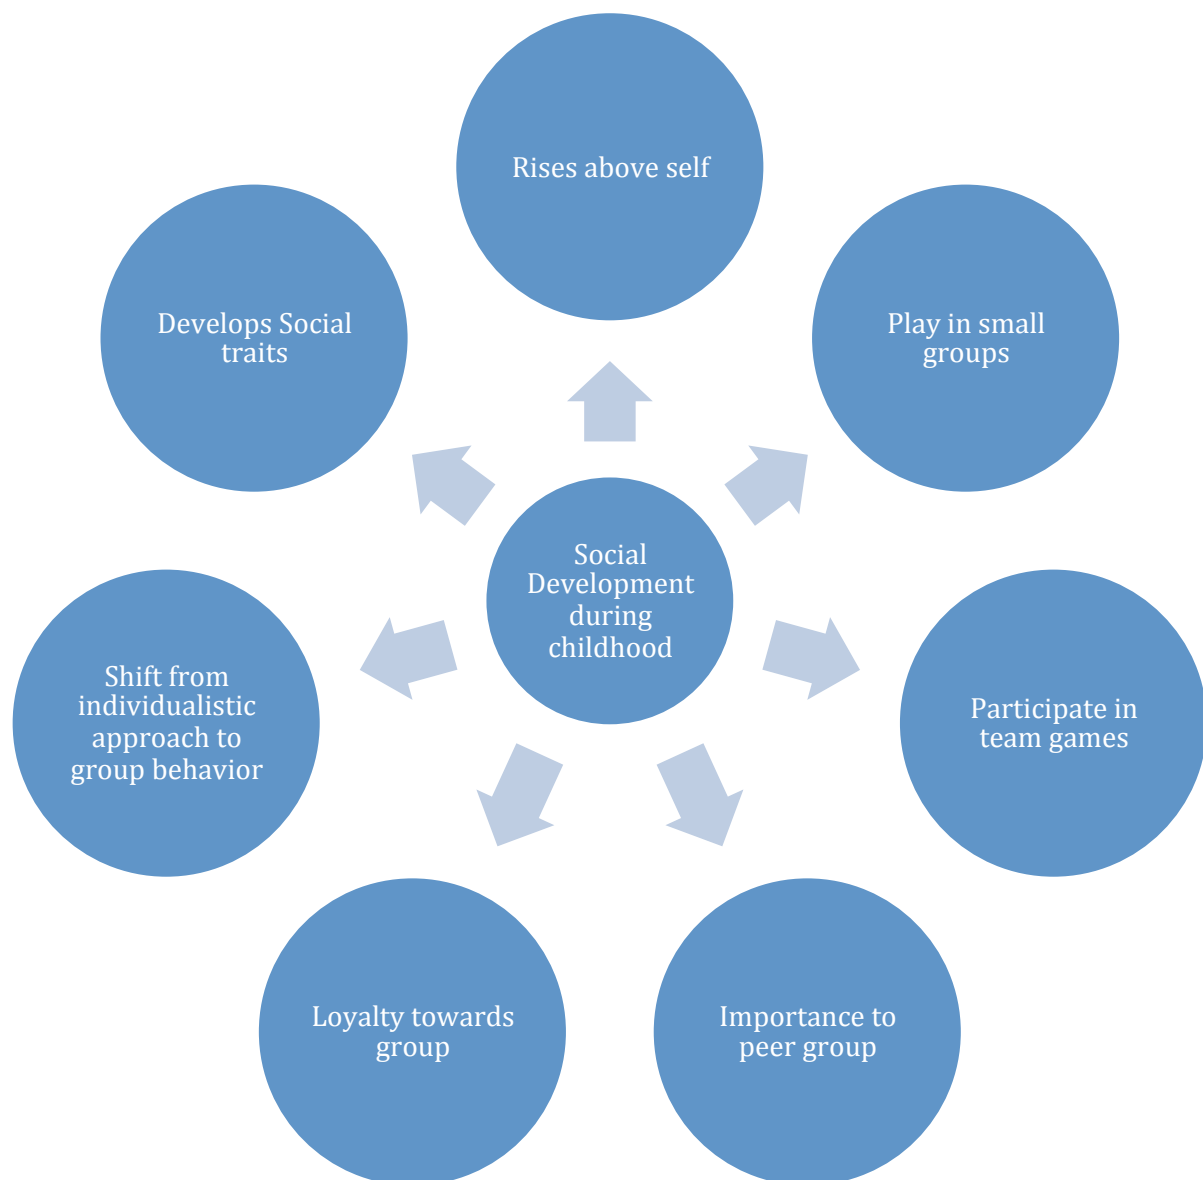 Rises above self
Develops Social
traits
Play in small
groups
Social
Development
during
childhood
Shift from
individualistic
approach to
group behavior
Participate in
team games
Loyalty towards
group
Importance to
peer group